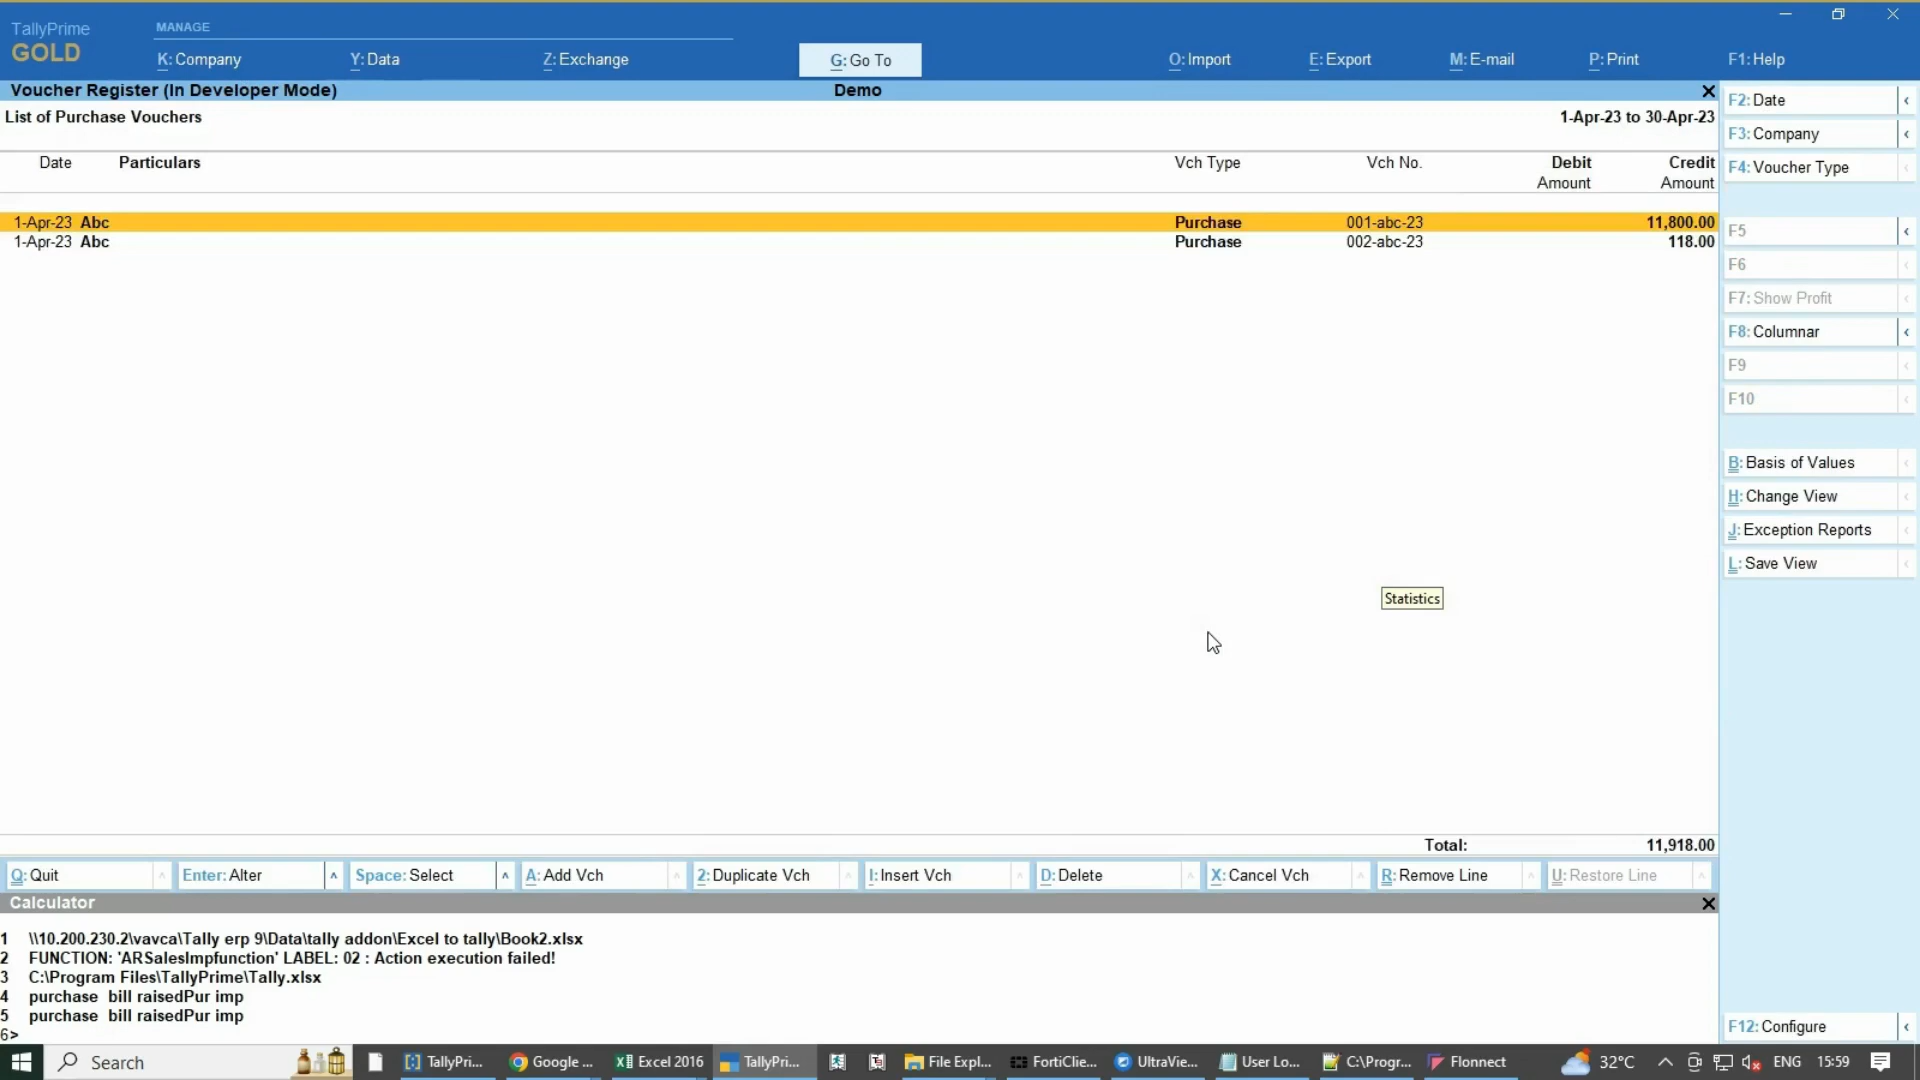 TallyPrime
GOLD
MANAGE
K: Company
Y: Data
Z: Exchange
G: Go To
O: Import
E: Export
M: E-mail
P: Print
F1: Help
Voucher Register (In Developer Mode)
Demo
List of Purchase Vouchers
1-Apr-23 to 30-Apr-23
Date Particulars Vch Type Vch No. Debit Credit
Amount Amount
1-Apr-23 Abc Purchase 001-abc-23 11,800.00
1-Apr-23 Abc Purchase 002-abc-23 118.00
Statistics
Total: 11,918.00
F2: Date
F3: Company
F4: Voucher Type
F5
F6
F7: Show Profit
F8: Columnar
F9
F10
B: Basis of Values
H: Change View
J: Exception Reports
L: Save View
F12: Configure
Q: Quit
Enter: Alter
Space: Select
A: Add Vch
2: Duplicate Vch
I: Insert Vch
D: Delete
X: Cancel Vch
R: Remove Line
U: Restore Line
Calculator
1 \\10.200.230.2\vavca\Tally erp 9\Data\tally addon\Excel to tally\Book2.xlsx
2 FUNCTION: 'ARSalesImpfunction' LABEL: 02 : Action execution failed!
3 C:\Program Files\TallyPrime\Tally.xlsx
4 purchase bill raisedPur imp
5 purchase bill raisedPur imp
6>
Search
TallyPri...
Google ...
Excel 2016
TallyPri...
File Expl...
FortiClie...
UltraVie...
User Lo...
C:\Progr...
Flonnect
32°C
ENG
15:59